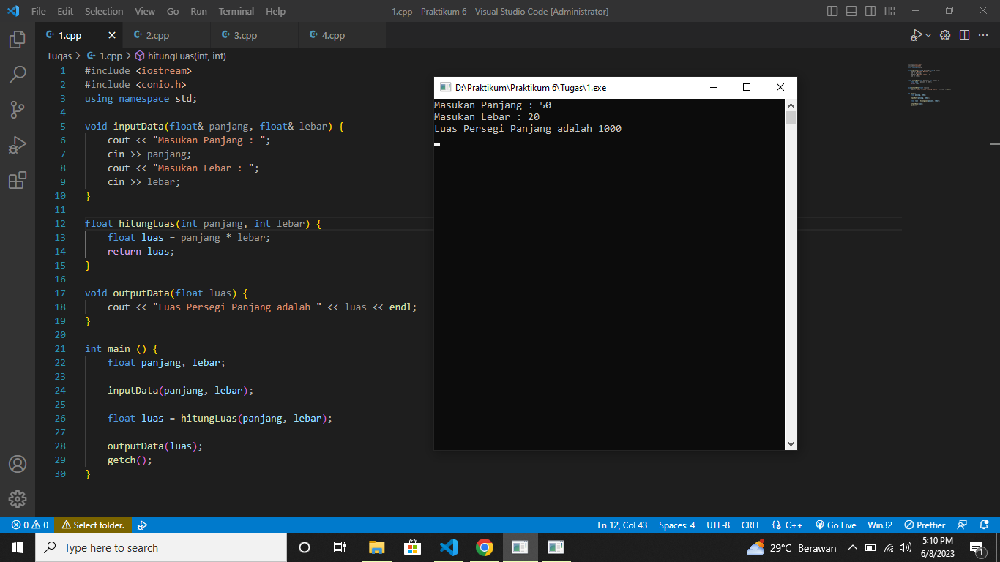 File Edit Selection View Go Run Terminal Help 1.cpp - Praktikum 6 - Visual Studio Code [Administrator]
1.cpp 2.cpp 3.cpp 4.cpp
Tugas > 1.cpp > hitungLuas(int, int)
1 #include <iostream>
2 #include <conio.h>
3 using namespace std;
4
5 void inputData(float& panjang, float& lebar) {
6 cout << "Masukan Panjang : ";
7 cin >> panjang;
8 cout << "Masukan Lebar : ";
9 cin >> lebar;
10 }
11
12 float hitungLuas(int panjang, int lebar) {
13 float luas = panjang * lebar;
14 return luas;
15 }
16
17 void outputData(float luas) {
18 cout << "Luas Persegi Panjang adalah " << luas << endl;
19 }
20
21 int main () {
22 float panjang, lebar;
23
24 inputData(panjang, lebar);
25
26 float luas = hitungLuas(panjang, lebar);
27
28 outputData(luas);
29 getch();
30 }
D:\Praktikum\Praktikum 6\Tugas\1.exe
Masukan Panjang : 50
Masukan Lebar : 20
Luas Persegi Panjang adalah 1000
0 0 Select folder. Ln 12, Col 43 Spaces: 4 UTF-8 CRLF {} C++ Go Live Win32 Prettier
Type here to search 29°C Berawan 5:10 PM
6/8/2023
1